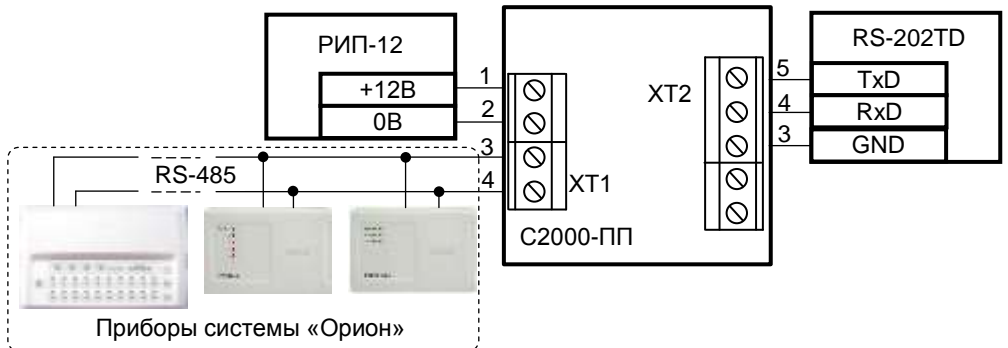 РИП-12
+12В
0В
1
2
3
4
RS-485
XT1
XT2
С2000-ПП
5
4
3
RS-202TD
TxD
RxD
GND
Приборы системы «Орион»